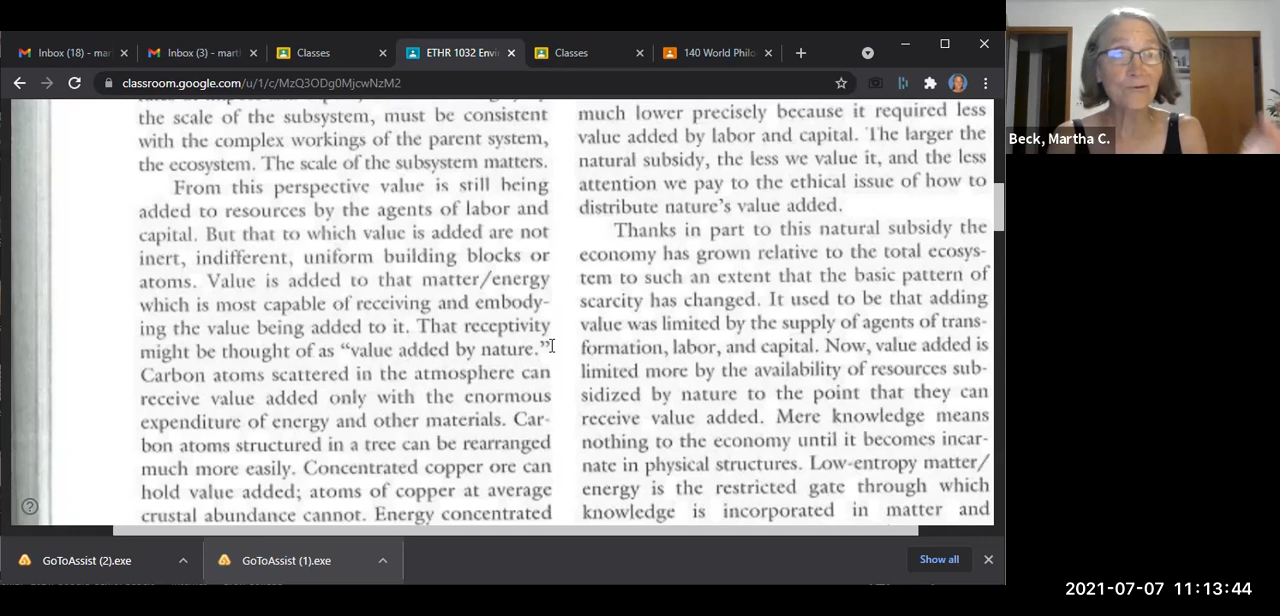 Inbox (18) - mar
Inbox (3) - mart
Classes
ETHR 1032 Envi
Classes
140 World Philo
classroom.google.com/u/1/c/MzQ3ODg0MjcwNzM2
the scale of the subsystem, must be consistent
with the complex workings of the parent system,
the ecosystem. The scale of the subsystem matters.
From this perspective value is still being
added to resources by the agents of labor and
capital. But that to which value is added are not
inert, indifferent, uniform building blocks or
atoms. Value is added to that matter/energy
which is most capable of receiving and embody-
ing the value being added to it. That receptivity
might be thought of as “value added by nature.”
Carbon atoms scattered in the atmosphere can
receive value added only with the enormous
expenditure of energy and other materials. Car-
bon atoms structured in a tree can be rearranged
much more easily. Concentrated copper ore can
hold value added; atoms of copper at average
crustal abundance cannot. Energy concentrated
much lower precisely because it required less
value added by labor and capital. The larger the
natural subsidy, the less we value it, and the less
attention we pay to the ethical issue of how to
distribute nature's value added.
Thanks in part to this natural subsidy the
economy has grown relative to the total ecosys-
tem to such an extent that the basic pattern of
scarcity has changed. It used to be that adding
value was limited by the supply of agents of trans-
formation, labor, and capital. Now, value added is
limited more by the availability of resources sub-
sidized by nature to the point that they can
receive value added. Mere knowledge means
nothing to the economy until it becomes incar-
nate in physical structures. Low-entropy matter/
energy is the restricted gate through which
knowledge is incorporated in matter and
Beck, Martha C.
GoToAssist (2).exe
GoToAssist (1).exe
Show all
2021-07-07 11:13:44